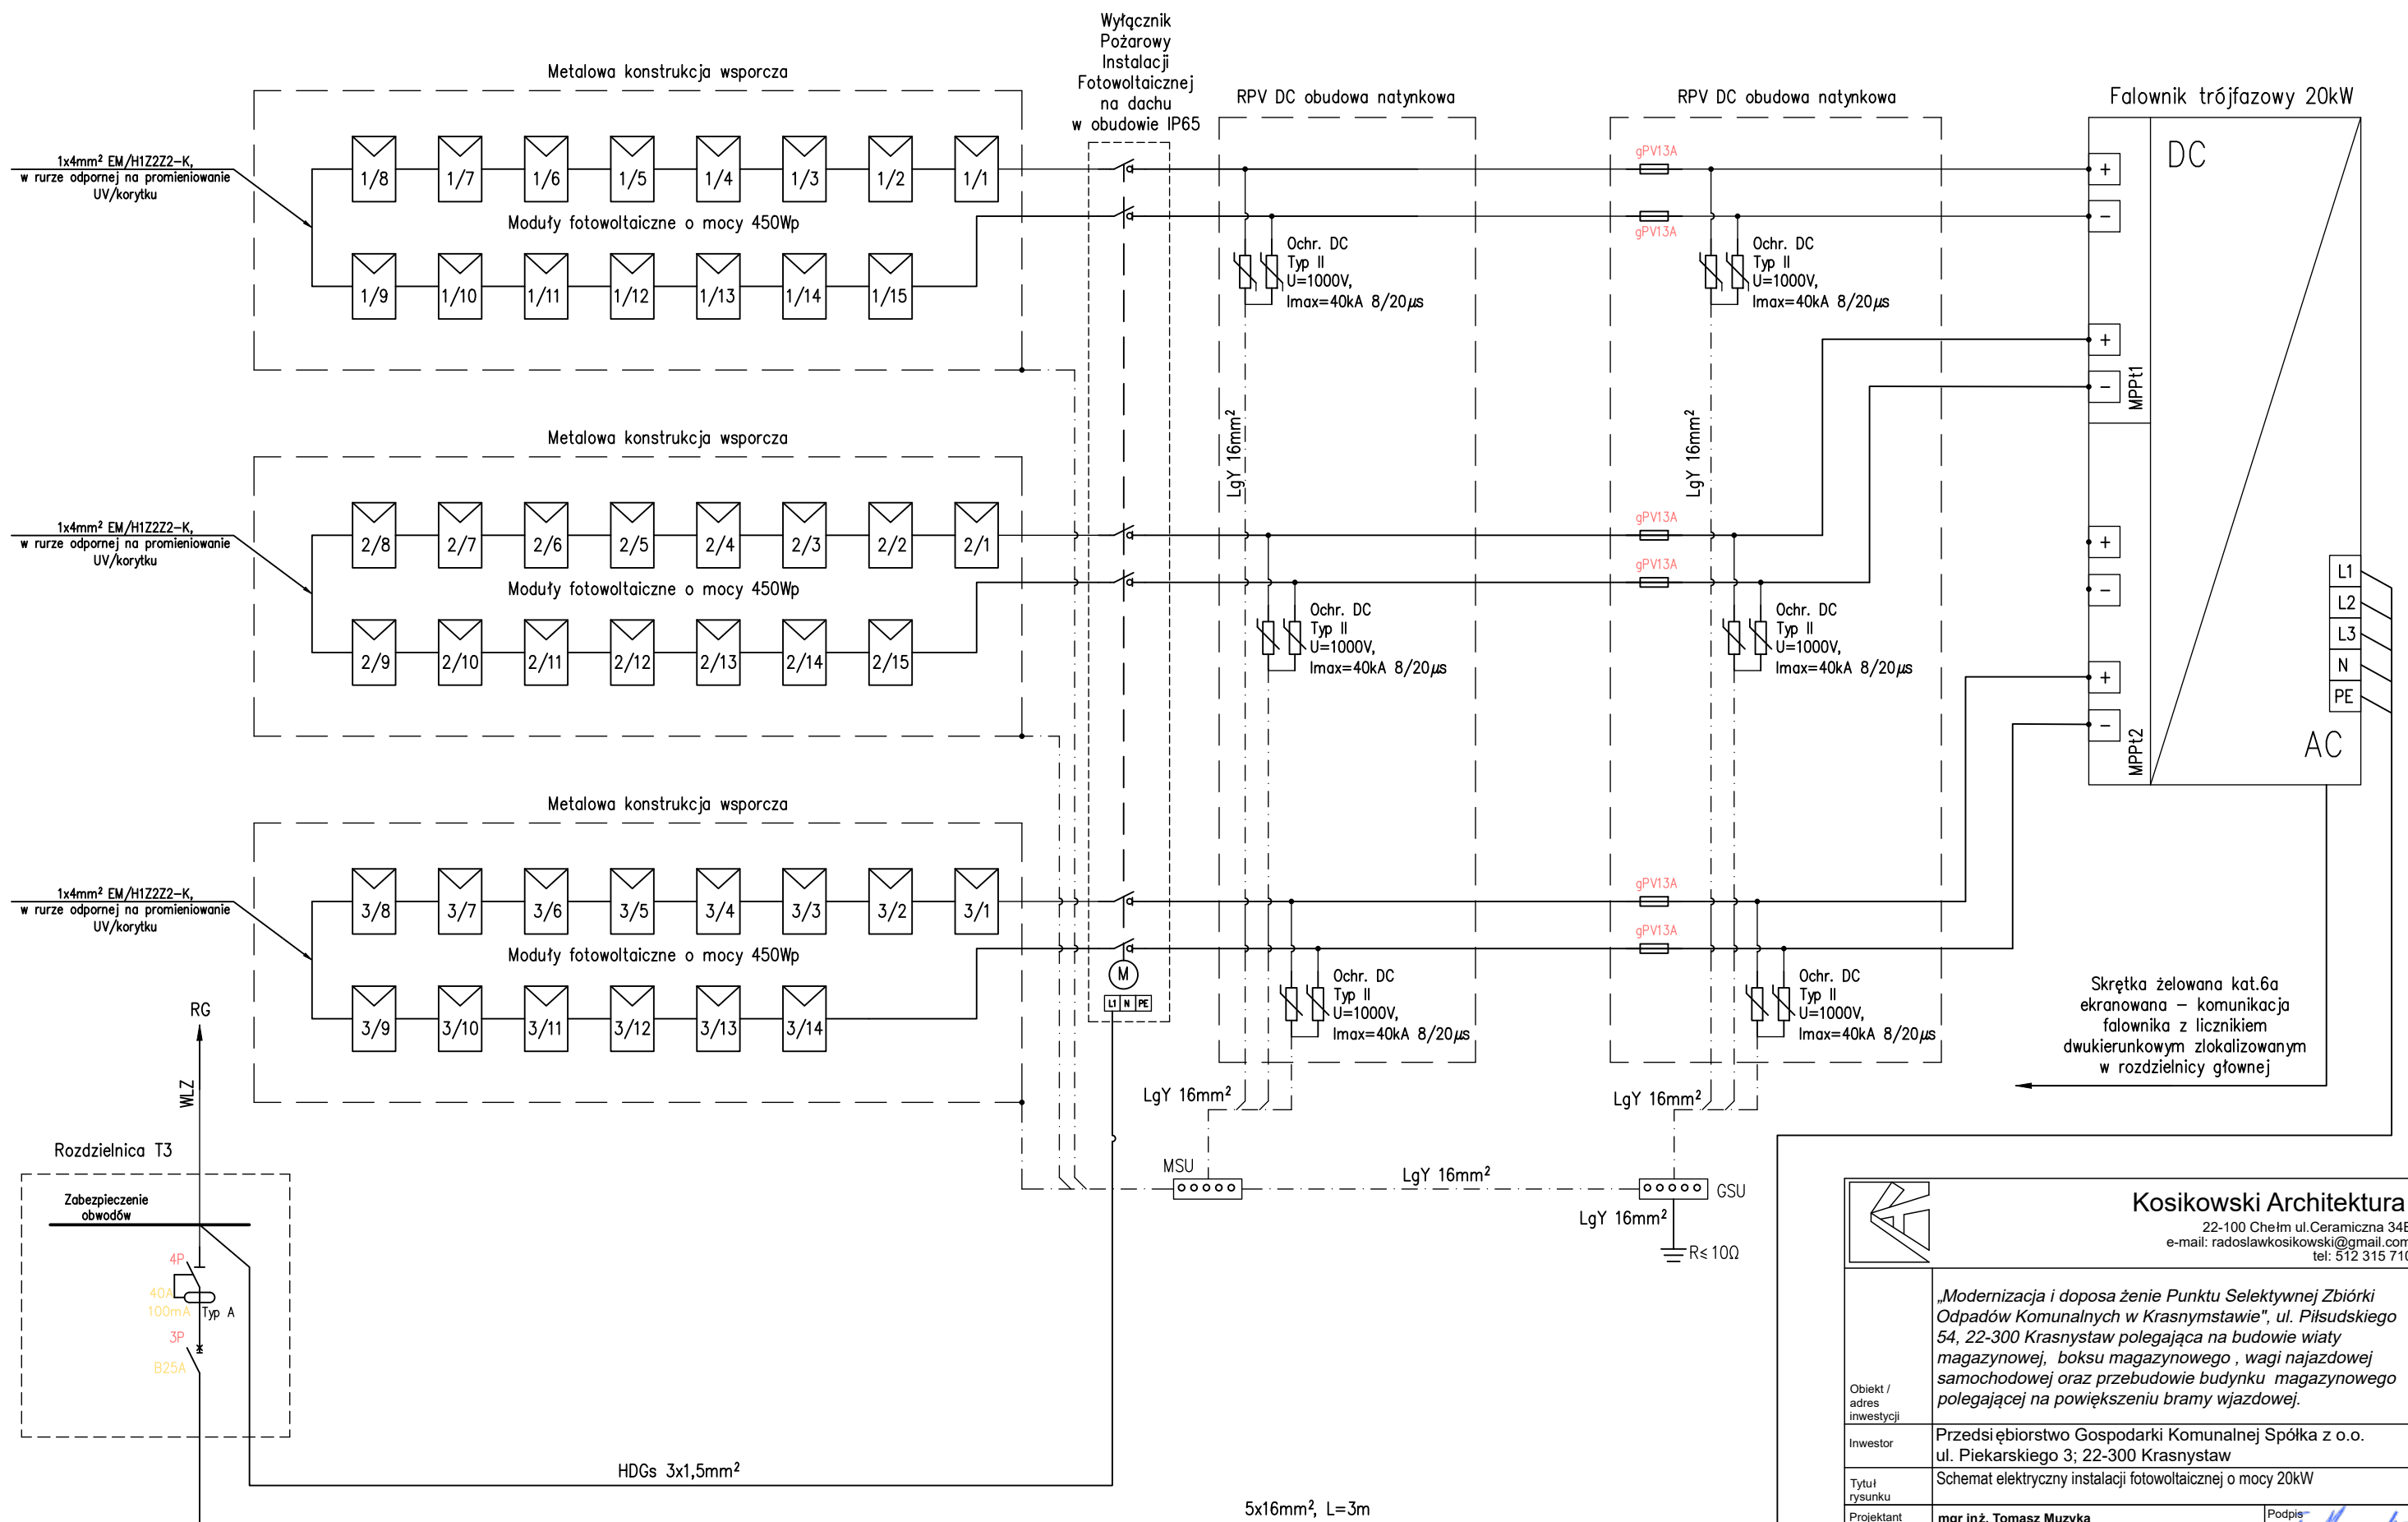 Wyłącznik
Pożarowy
Instalacji
Fotowoltaicznej
na dachu
w obudowie IP65
Metalowa konstrukcja wsporcza
1x4mm² EM/H1Z2Z2-K,
w rurze odpornej na promieniowanie
UV/korytku
1/8 1/7 1/6 1/5 1/4 1/3 1/2 1/1
Moduły fotowoltaiczne o mocy 450Wp
1/9 1/10 1/11 1/12 1/13 1/14 1/15
Metalowa konstrukcja wsporcza
1x4mm² EM/H1Z2Z2-K,
w rurze odpornej na promieniowanie
UV/korytku
2/8 2/7 2/6 2/5 2/4 2/3 2/2 2/1
Moduły fotowoltaiczne o mocy 450Wp
2/9 2/10 2/11 2/12 2/13 2/14 2/15
Metalowa konstrukcja wsporcza
1x4mm² EM/H1Z2Z2-K,
w rurze odpornej na promieniowanie
UV/korytku
3/8 3/7 3/6 3/5 3/4 3/3 3/2 3/1
Moduły fotowoltaiczne o mocy 450Wp
3/9 3/10 3/11 3/12 3/13 3/14
M
L1 N PE
RPV DC obudowa natynkowa
Ochr. DC
Typ II
U=1000V,
Imax=40kA 8/20µs
LgY 16mm²
Ochr. DC
Typ II
U=1000V,
Imax=40kA 8/20µs
Ochr. DC
Typ II
U=1000V,
Imax=40kA 8/20µs
LgY 16mm²
RPV DC obudowa natynkowa
gPV13A
gPV13A
Ochr. DC
Typ II
U=1000V,
Imax=40kA 8/20µs
LgY 16mm²
gPV13A
gPV13A
Ochr. DC
Typ II
U=1000V,
Imax=40kA 8/20µs
gPV13A
gPV13A
Ochr. DC
Typ II
U=1000V,
Imax=40kA 8/20µs
LgY 16mm²
Falownik trójfazowy 20kW
DC
+
−
+
−
MPPt1
+
−
+
−
MPPt2
L1
L2
L3
N
PE
AC
Skrętka żelowana kat.6a
ekranowana – komunikacja
falownika z licznikiem
dwukierunkowym zlokalizowanym
w rozdzielnicy głownej
MSU
LgY 16mm²
GSU
LgY 16mm²
R≤10Ω
RG
WLZ
Rozdzielnica T3
Zabezpieczenie
obwodów
4P
40A
100mA
Typ A
3P
B25A
HDGs 3x1,5mm²
5x16mm², L=3m
Kosikowski Architektura
22-100 Chełm ul.Ceramiczna 34B
e-mail: radoslawkosikowski@gmail.com
tel: 512 315 710
Obiekt /
adres
inwestycji
„Modernizacja i doposa żenie Punktu Selektywnej Zbiórki
Odpadów Komunalnych w Krasnymstawie", ul. Piłsudskiego
54, 22-300 Krasnystaw polegająca na budowie wiaty
magazynowej, boksu magazynowego , wagi najazdowej
samochodowej oraz przebudowie budynku magazynowego
polegającej na powiększeniu bramy wjazdowej.
Inwestor
Przedsi ębiorstwo Gospodarki Komunalnej Spółka z o.o.
ul. Piekarskiego 3; 22-300 Krasnystaw
Tytuł
rysunku
Schemat elektryczny instalacji fotowoltaicznej o mocy 20kW
Projektant
mgr inż. Tomasz Muzyka
Podpis